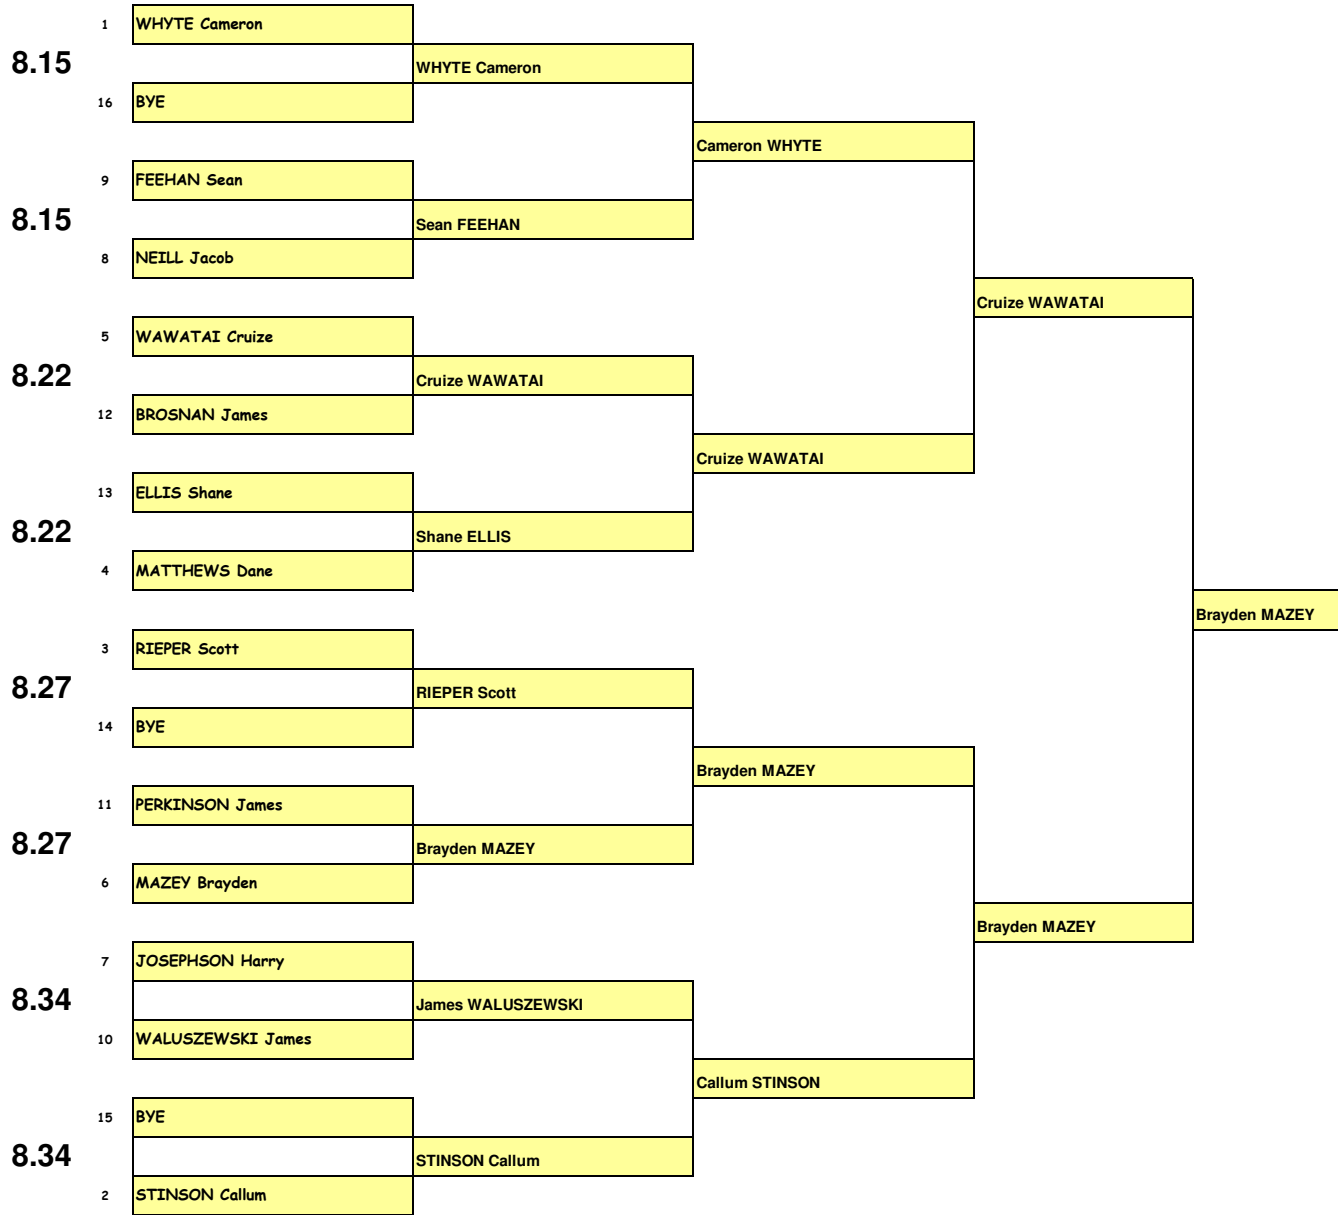 1 WHYTE Cameron
8.15 WHYTE Cameron
16 BYE
Cameron WHYTE
9 FEEHAN Sean
8.15 Sean FEEHAN
8 NEILL Jacob
Cruize WAWATAI
5 WAWATAI Cruize
8.22 Cruize WAWATAI
12 BROSNAN James
Cruize WAWATAI
13 ELLIS Shane
8.22 Shane ELLIS
4 MATTHEWS Dane
Brayden MAZEY
3 RIEPER Scott
8.27 RIEPER Scott
14 BYE
Brayden MAZEY
11 PERKINSON James
8.27 Brayden MAZEY
6 MAZEY Brayden
Brayden MAZEY
7 JOSEPHSON Harry
8.34 James WALUSZEWSKI
10 WALUSZEWSKI James
Callum STINSON
15 BYE
8.34 STINSON Callum
2 STINSON Callum